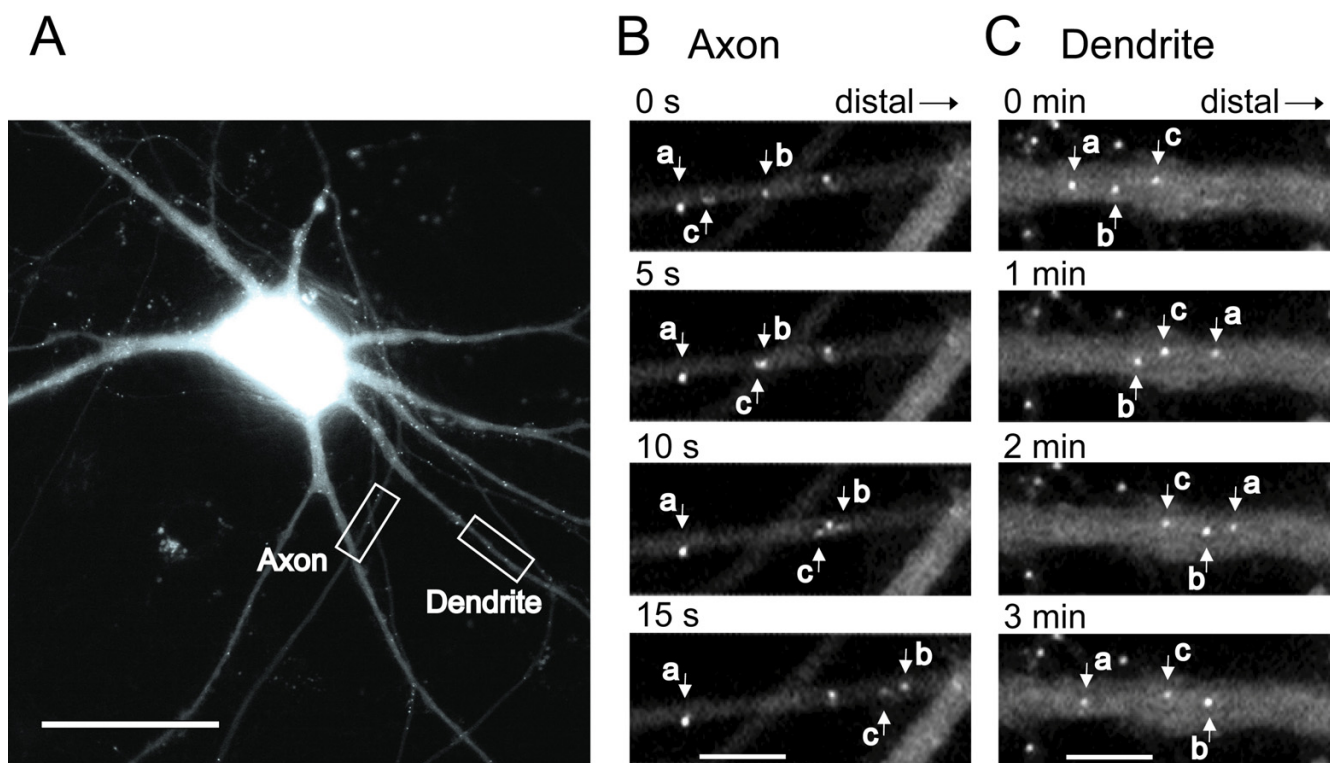 A
B Axon
C Dendrite
Axon
Dendrite
0 s distal →
a
b
c
5 s
a
b
c
10 s
a
b
c
15 s
a
b
c
0 min distal →
a
c
b
1 min
c
a
b
2 min
c
a
b
3 min
a
c
b